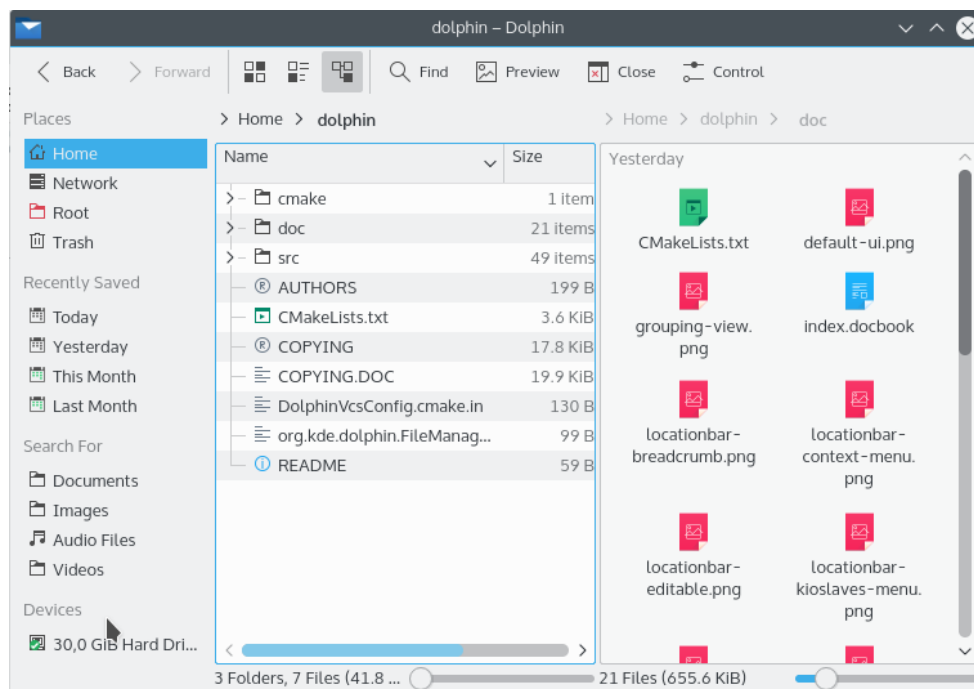 dolphin – Dolphin
Back Forward Find Preview Close Control
Places
Home
Network
Root
Trash
Recently Saved
Today
Yesterday
This Month
Last Month
Search For
Documents
Images
Audio Files
Videos
Devices
30,0 GiB Hard Dri...
> Home > dolphin
Name Size
cmake 1 item
doc 21 items
src 49 items
AUTHORS 199 B
CMakeLists.txt 3.6 KiB
COPYING 17.8 KiB
COPYING.DOC 19.9 KiB
DolphinVcsConfig.cmake.in 130 B
org.kde.dolphin.FileManag... 99 B
README 59 B
3 Folders, 7 Files (41.8 ...
> Home > dolphin > doc
Yesterday
CMakeLists.txt
default-ui.png
grouping-view.
png
index.docbook
locationbar-
breadcrumb.png
locationbar-
context-menu.
png
locationbar-
editable.png
locationbar-
kioslaves-menu.
png
21 Files (655.6 KiB)